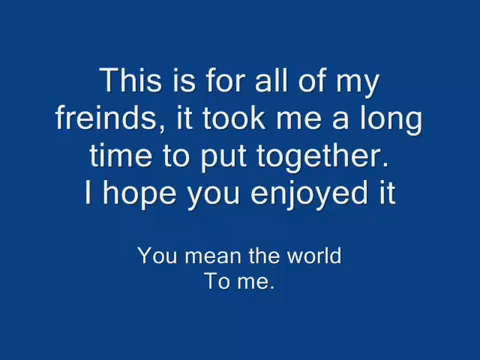 This is for all of my
freinds, it took me a long
time to put together.
I hope you enjoyed it
You mean the world
To me.